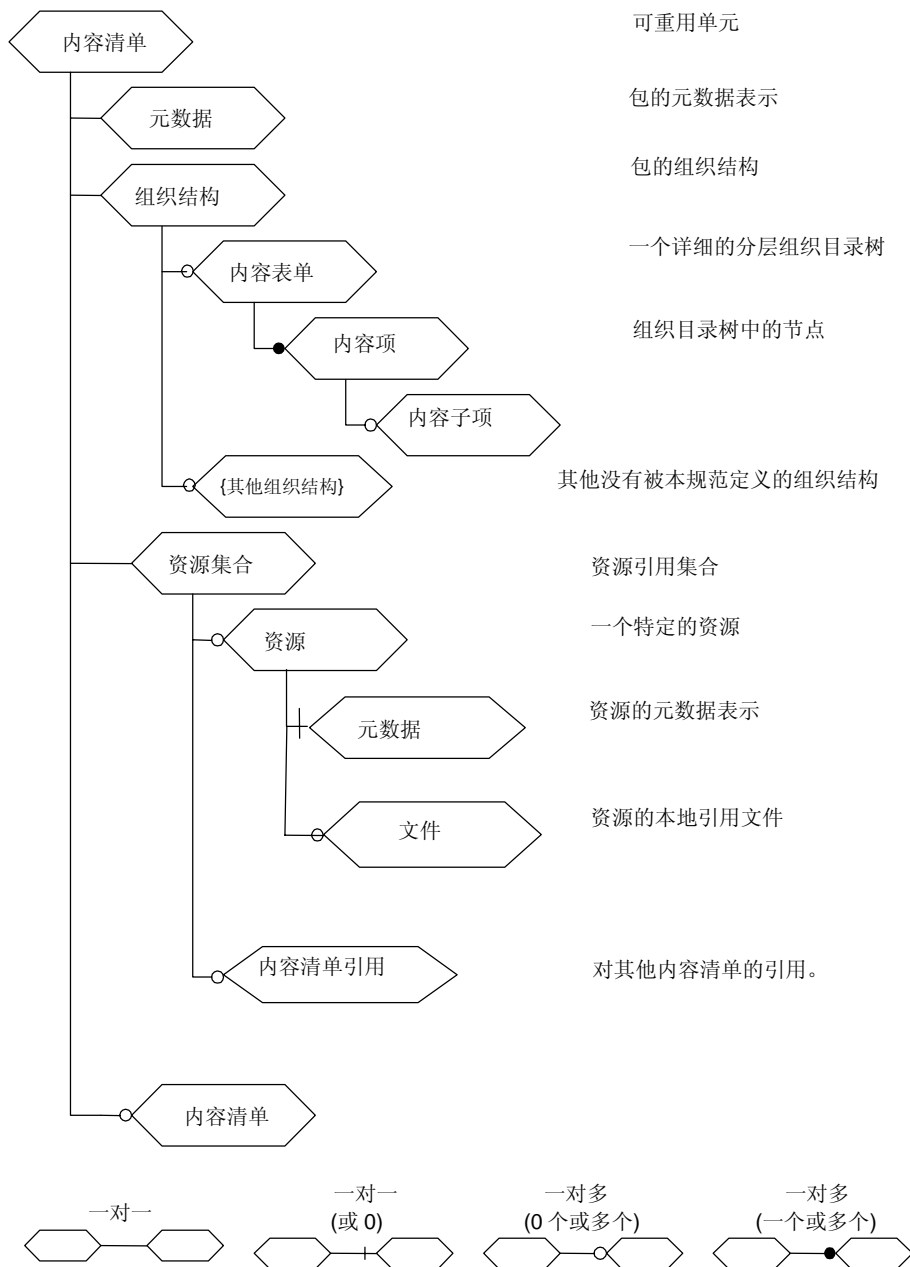 内容清单
可重用单元
元数据
包的元数据表示
组织结构
包的组织结构
内容表单
一个详细的分层组织目录树
内容项
组织目录树中的节点
内容子项
{其他组织结构}
其他没有被本规范定义的组织结构
资源集合
资源引用集合
资源
一个特定的资源
元数据
资源的元数据表示
文件
资源的本地引用文件
内容清单引用
对其他内容清单的引用。
内容清单
一对一
一对一
(或 0)
一对多
(0 个或多个)
一对多
(一个或多个)